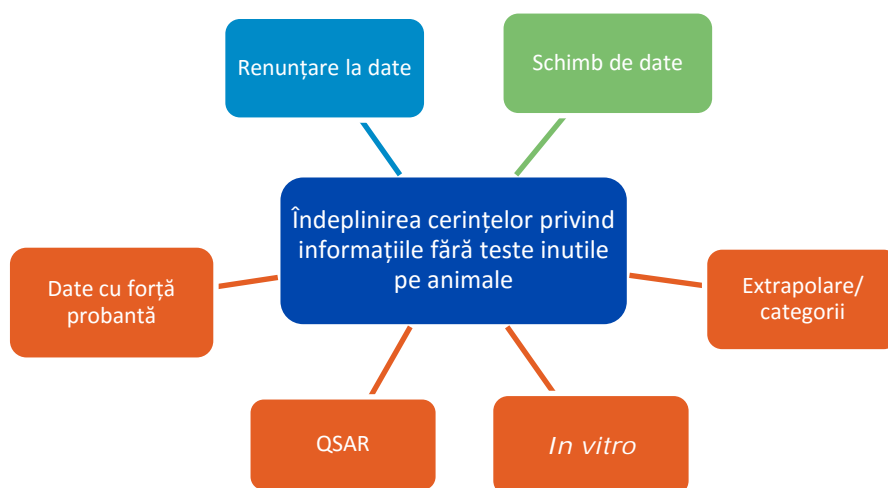 Renunțare la date
Schimb de date
Îndeplinirea cerințelor privind
informațiile fără teste inutile
pe animale
Date cu forță
probantă
Extrapolare/
categorii
QSAR
In vitro